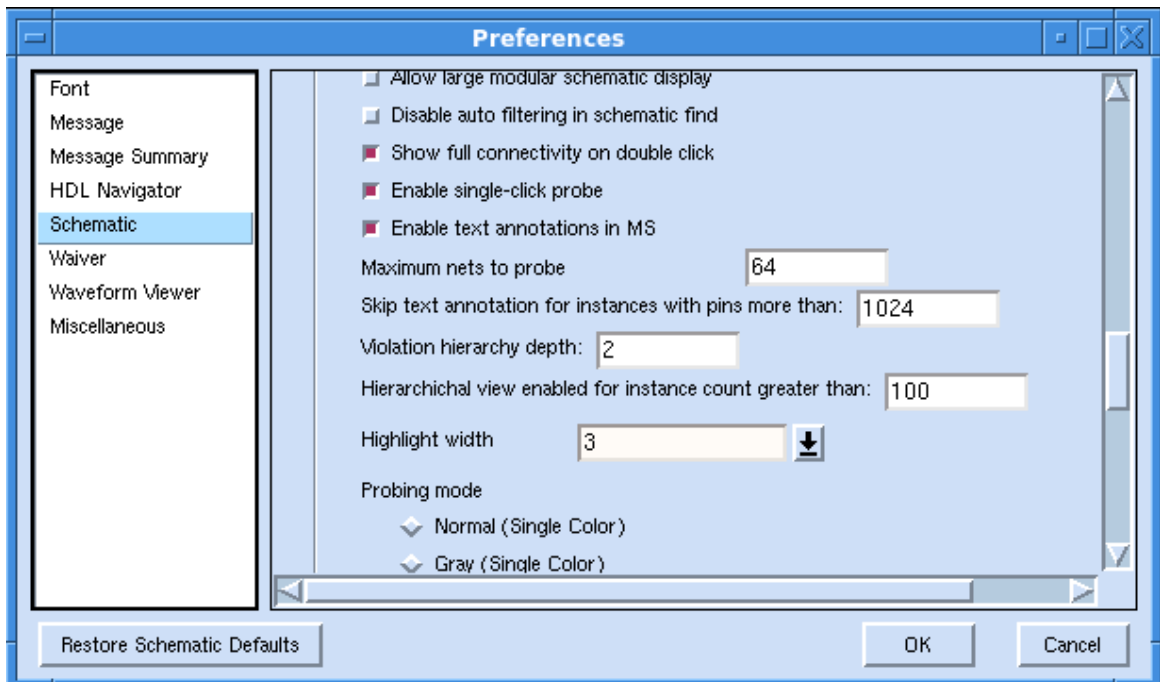 Preferences
Font
Message
Message Summary
HDL Navigator
Schematic
Waiver
Waveform Viewer
Miscellaneous
Allow large modular schematic display
Disable auto filtering in schematic find
Show full connectivity on double click
Enable single-click probe
Enable text annotations in MS
Maximum nets to probe 64
Skip text annotation for instances with pins more than: 1024
Violation hierarchy depth: 2
Hierarchichal view enabled for instance count greater than: 100
Highlight width 3
Probing mode
Normal (Single Color)
Gray (Single Color)
Restore Schematic Defaults OK Cancel